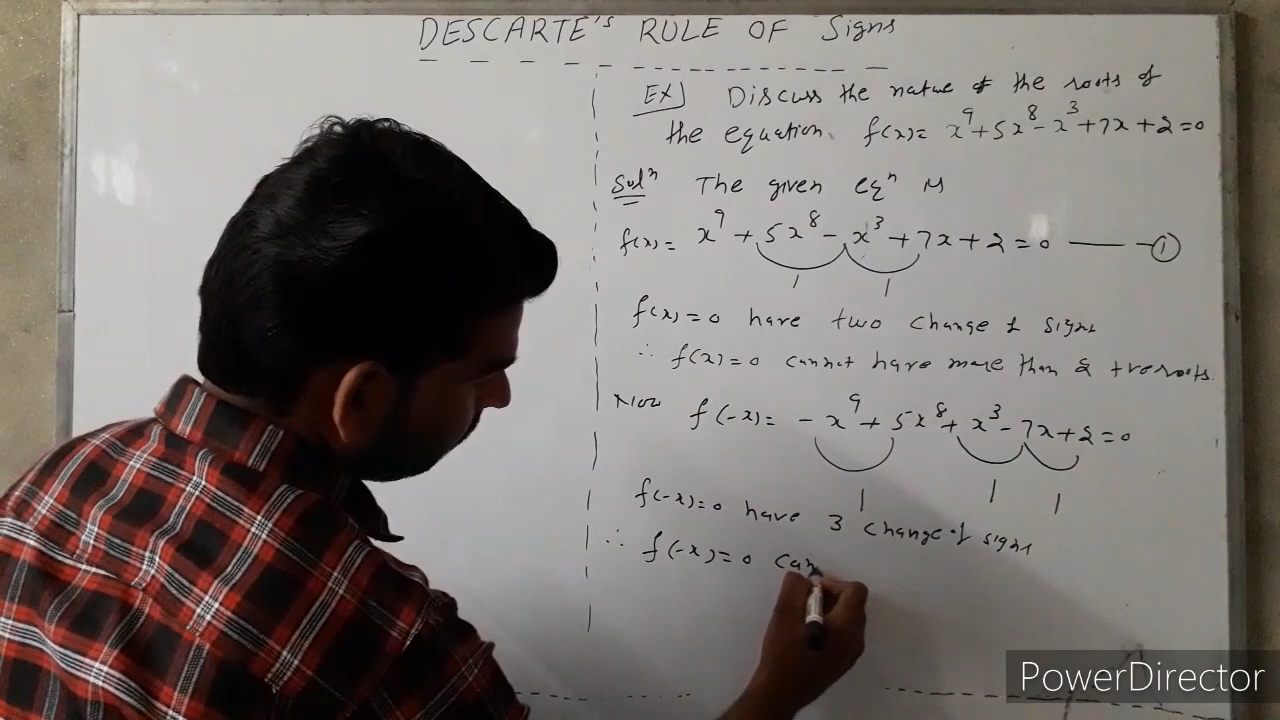 DESCARTE's RULE OF Signs
EX] Discuss the nature of the roots of
the equation. f(x) = x⁹+5x⁸-x³+7x+2=0
Solⁿ The given eqⁿ is
f(x) = x⁹+5x⁸-x³+7x+2=0 —— ①
1 1
f(x)=0 have two change of signs
∴ f(x)=0 cannot have more than 2 +ve roots.
Now f(-x) = -x⁹+5x⁸+x³-7x+2=0
1 1 1
f(-x)=0 have 3 change of signs
∴ f(-x)=0 can
PowerDirector